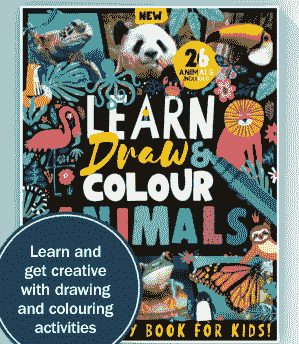 NEW
26
ANIMALS
LEARN
Draw &
COLOUR
ANIMALS
Learn and
get creative
with drawing
and colouring
activities
BOOK FOR KIDS!